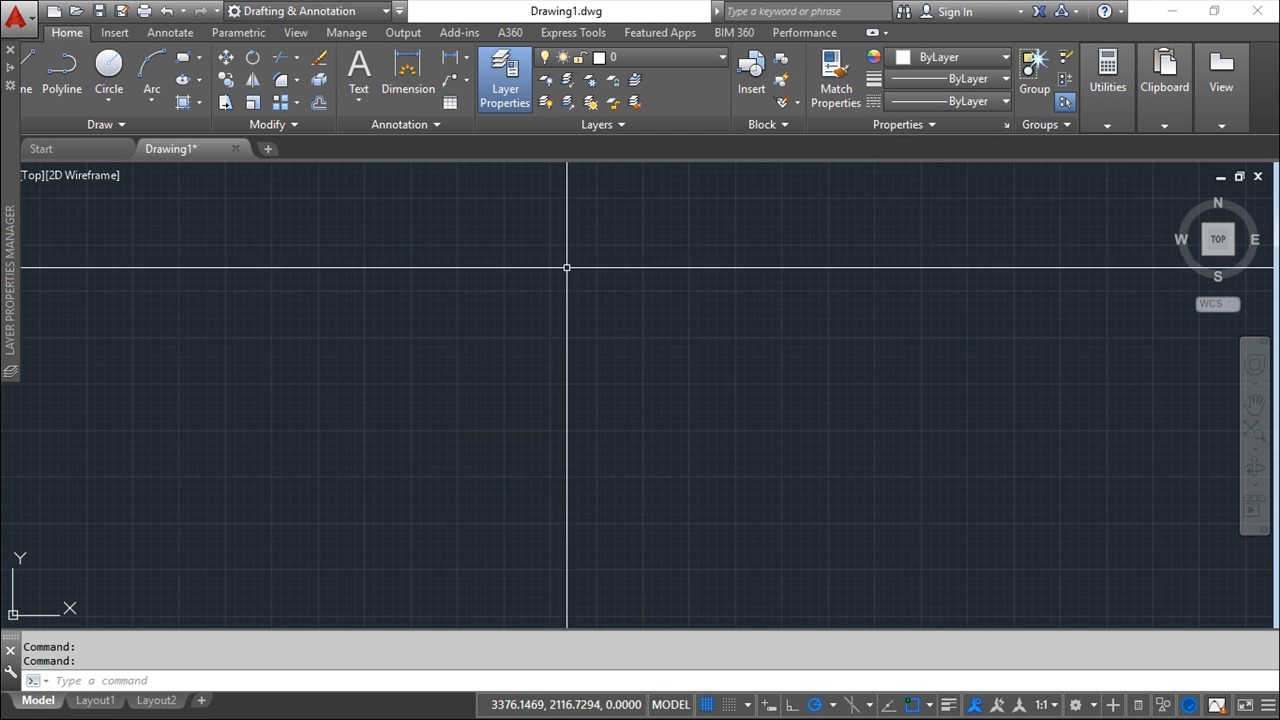 Drafting & Annotation
Drawing1.dwg
Type a keyword or phrase
Sign In
Home
Insert
Annotate
Parametric
View
Manage
Output
Add-ins
A360
Express Tools
Featured Apps
BIM 360
Performance
ne
Polyline
Circle
Arc
Text
Dimension
Layer
Properties
0
Insert
Match
Properties
ByLayer
ByLayer
ByLayer
Group
Utilities
Clipboard
View
Draw
Modify
Annotation
Layers
Block
Properties
Groups
Start
Drawing1*
[Top][2D Wireframe]
N
W
TOP
E
S
WCS
LAYER PROPERTIES MANAGER
Y
X
Command:
Command:
Type a command
Model
Layout1
Layout2
3376.1469, 2116.7294, 0.0000
MODEL
1:1